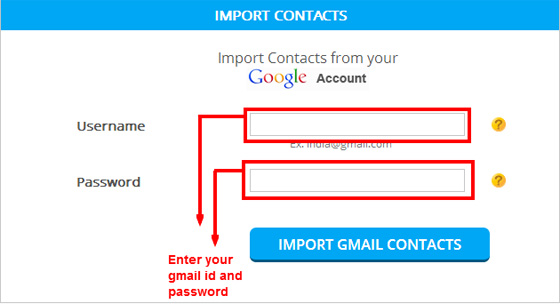 IMPORT CONTACTS
Import Contacts from your
Google Account
Username
?
Ex. india@gmail.com
Password
?
IMPORT GMAIL CONTACTS
Enter your
gmail id and
password